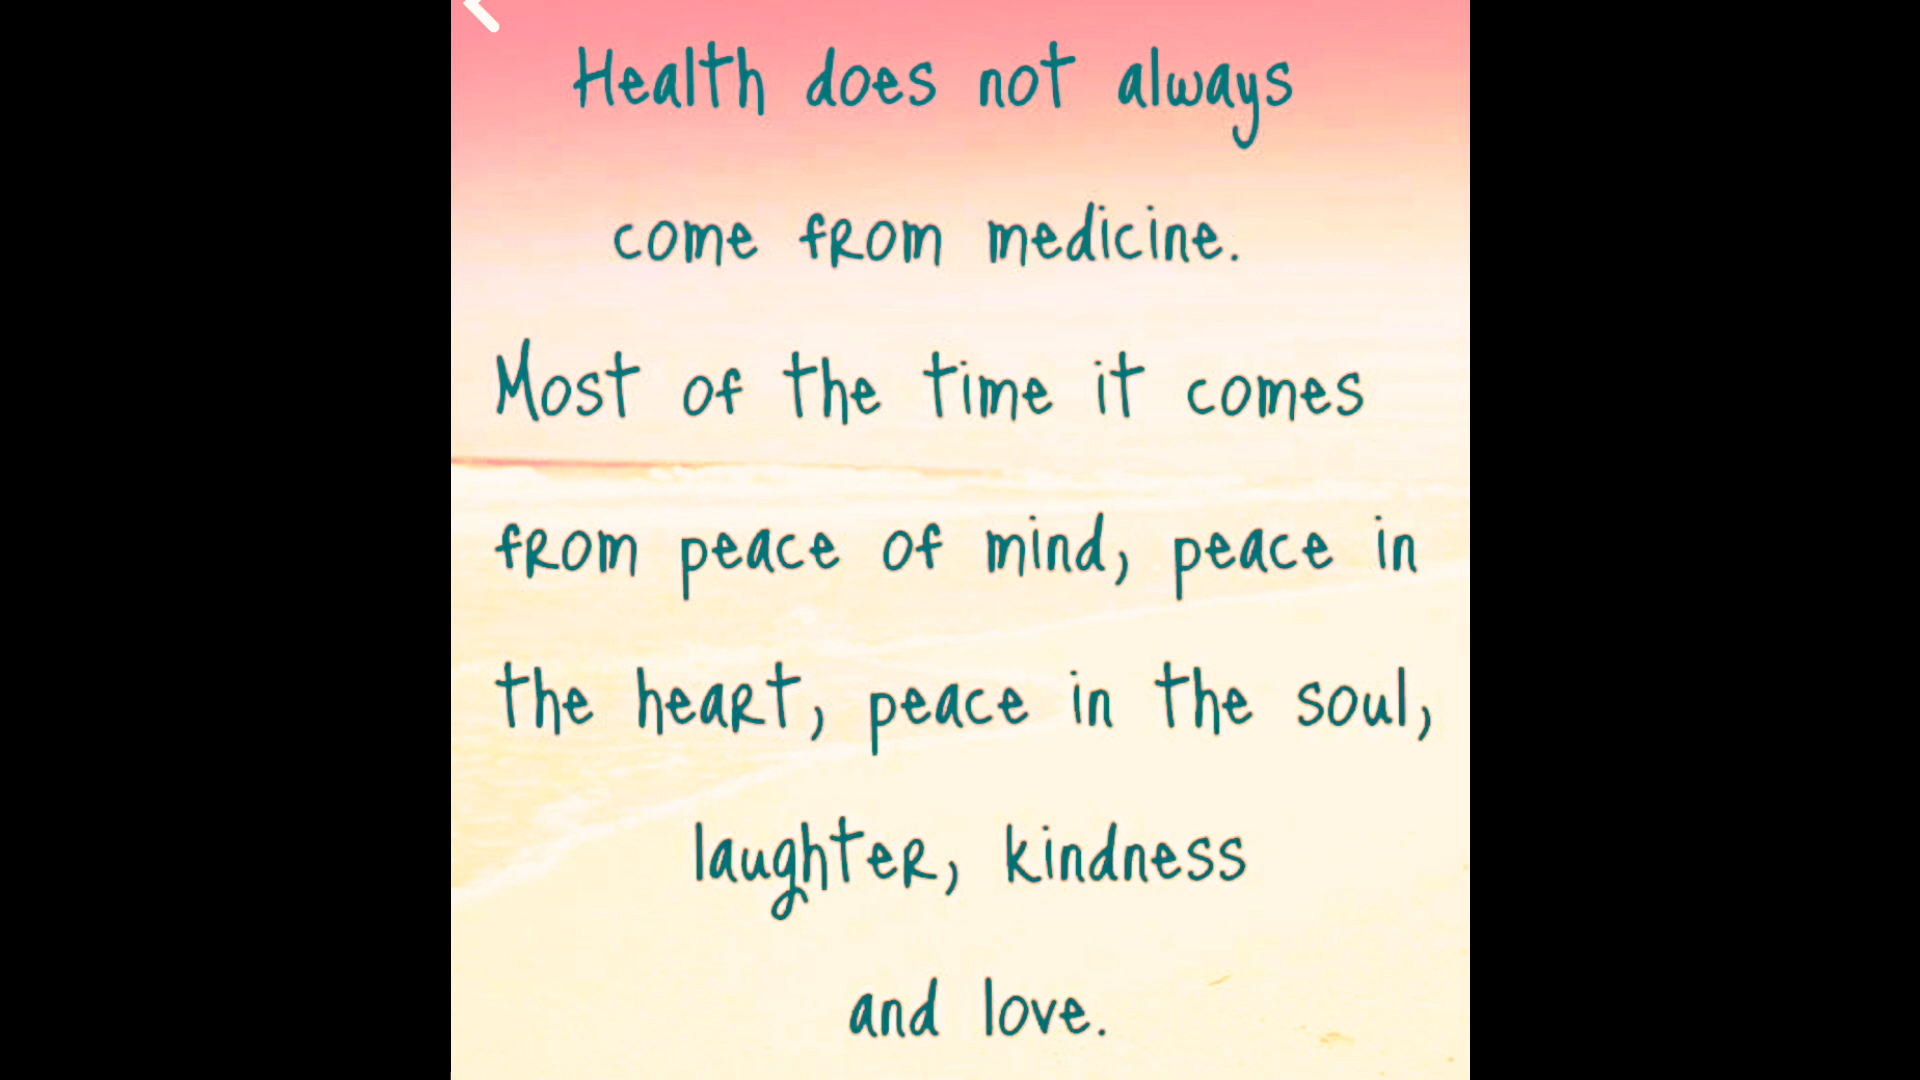 Health does not always
come from medicine.
Most of the time it comes
from peace of mind, peace in
the heart, peace in the soul,
laughter, kindness
and love.